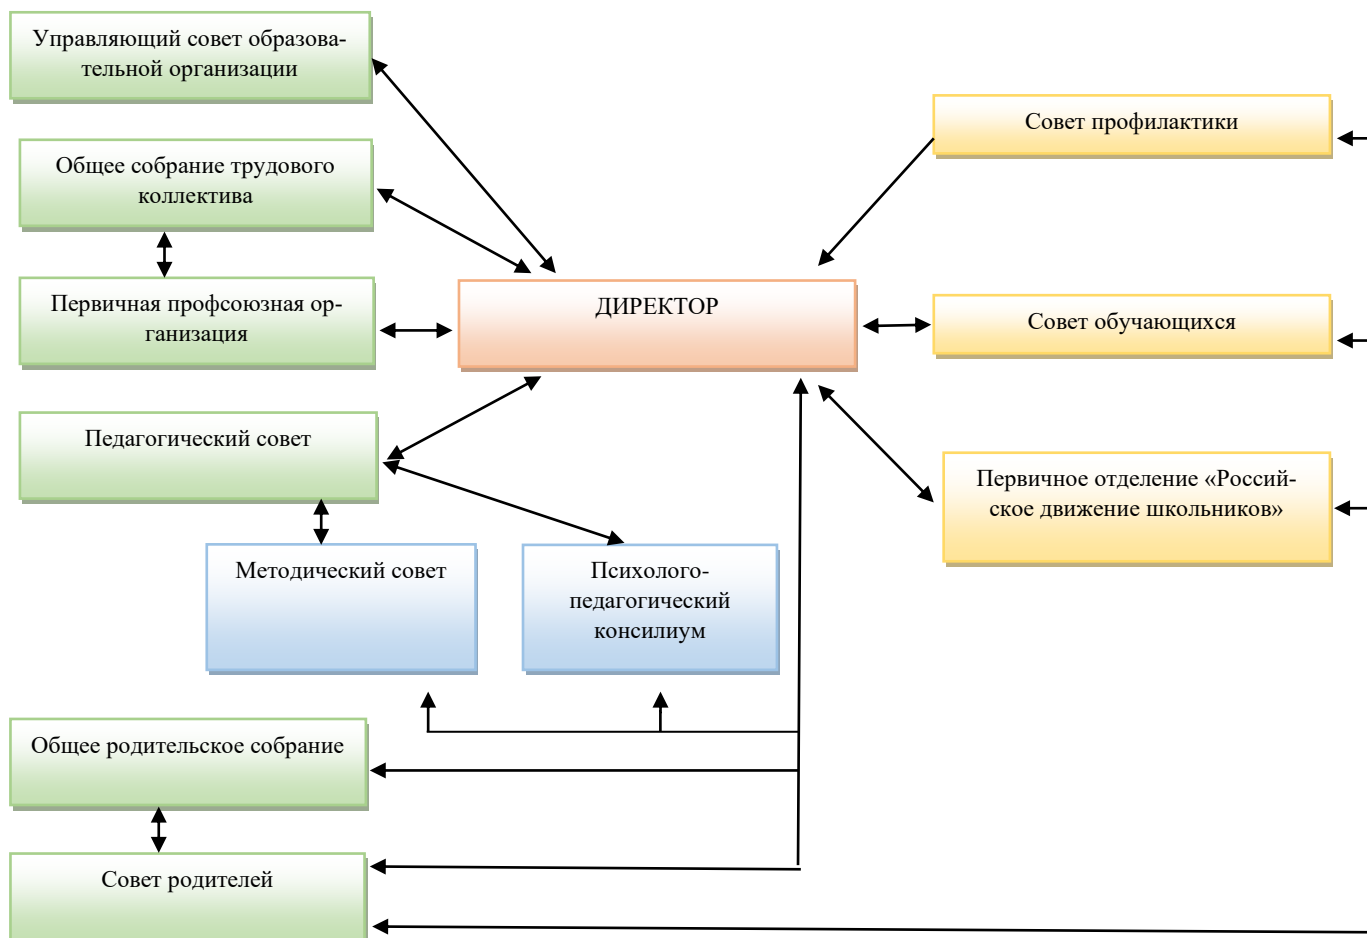 Управляющий совет образова-
тельной организации
Совет профилактики
Общее собрание трудового
коллектива
Первичная профсоюзная ор-
ганизация
ДИРЕКТОР
Совет обучающихся
Педагогический совет
Первичное отделение «Россий-
ское движение школьников»
Методический совет
Психолого-
педагогический
консилиум
Общее родительское собрание
Совет родителей